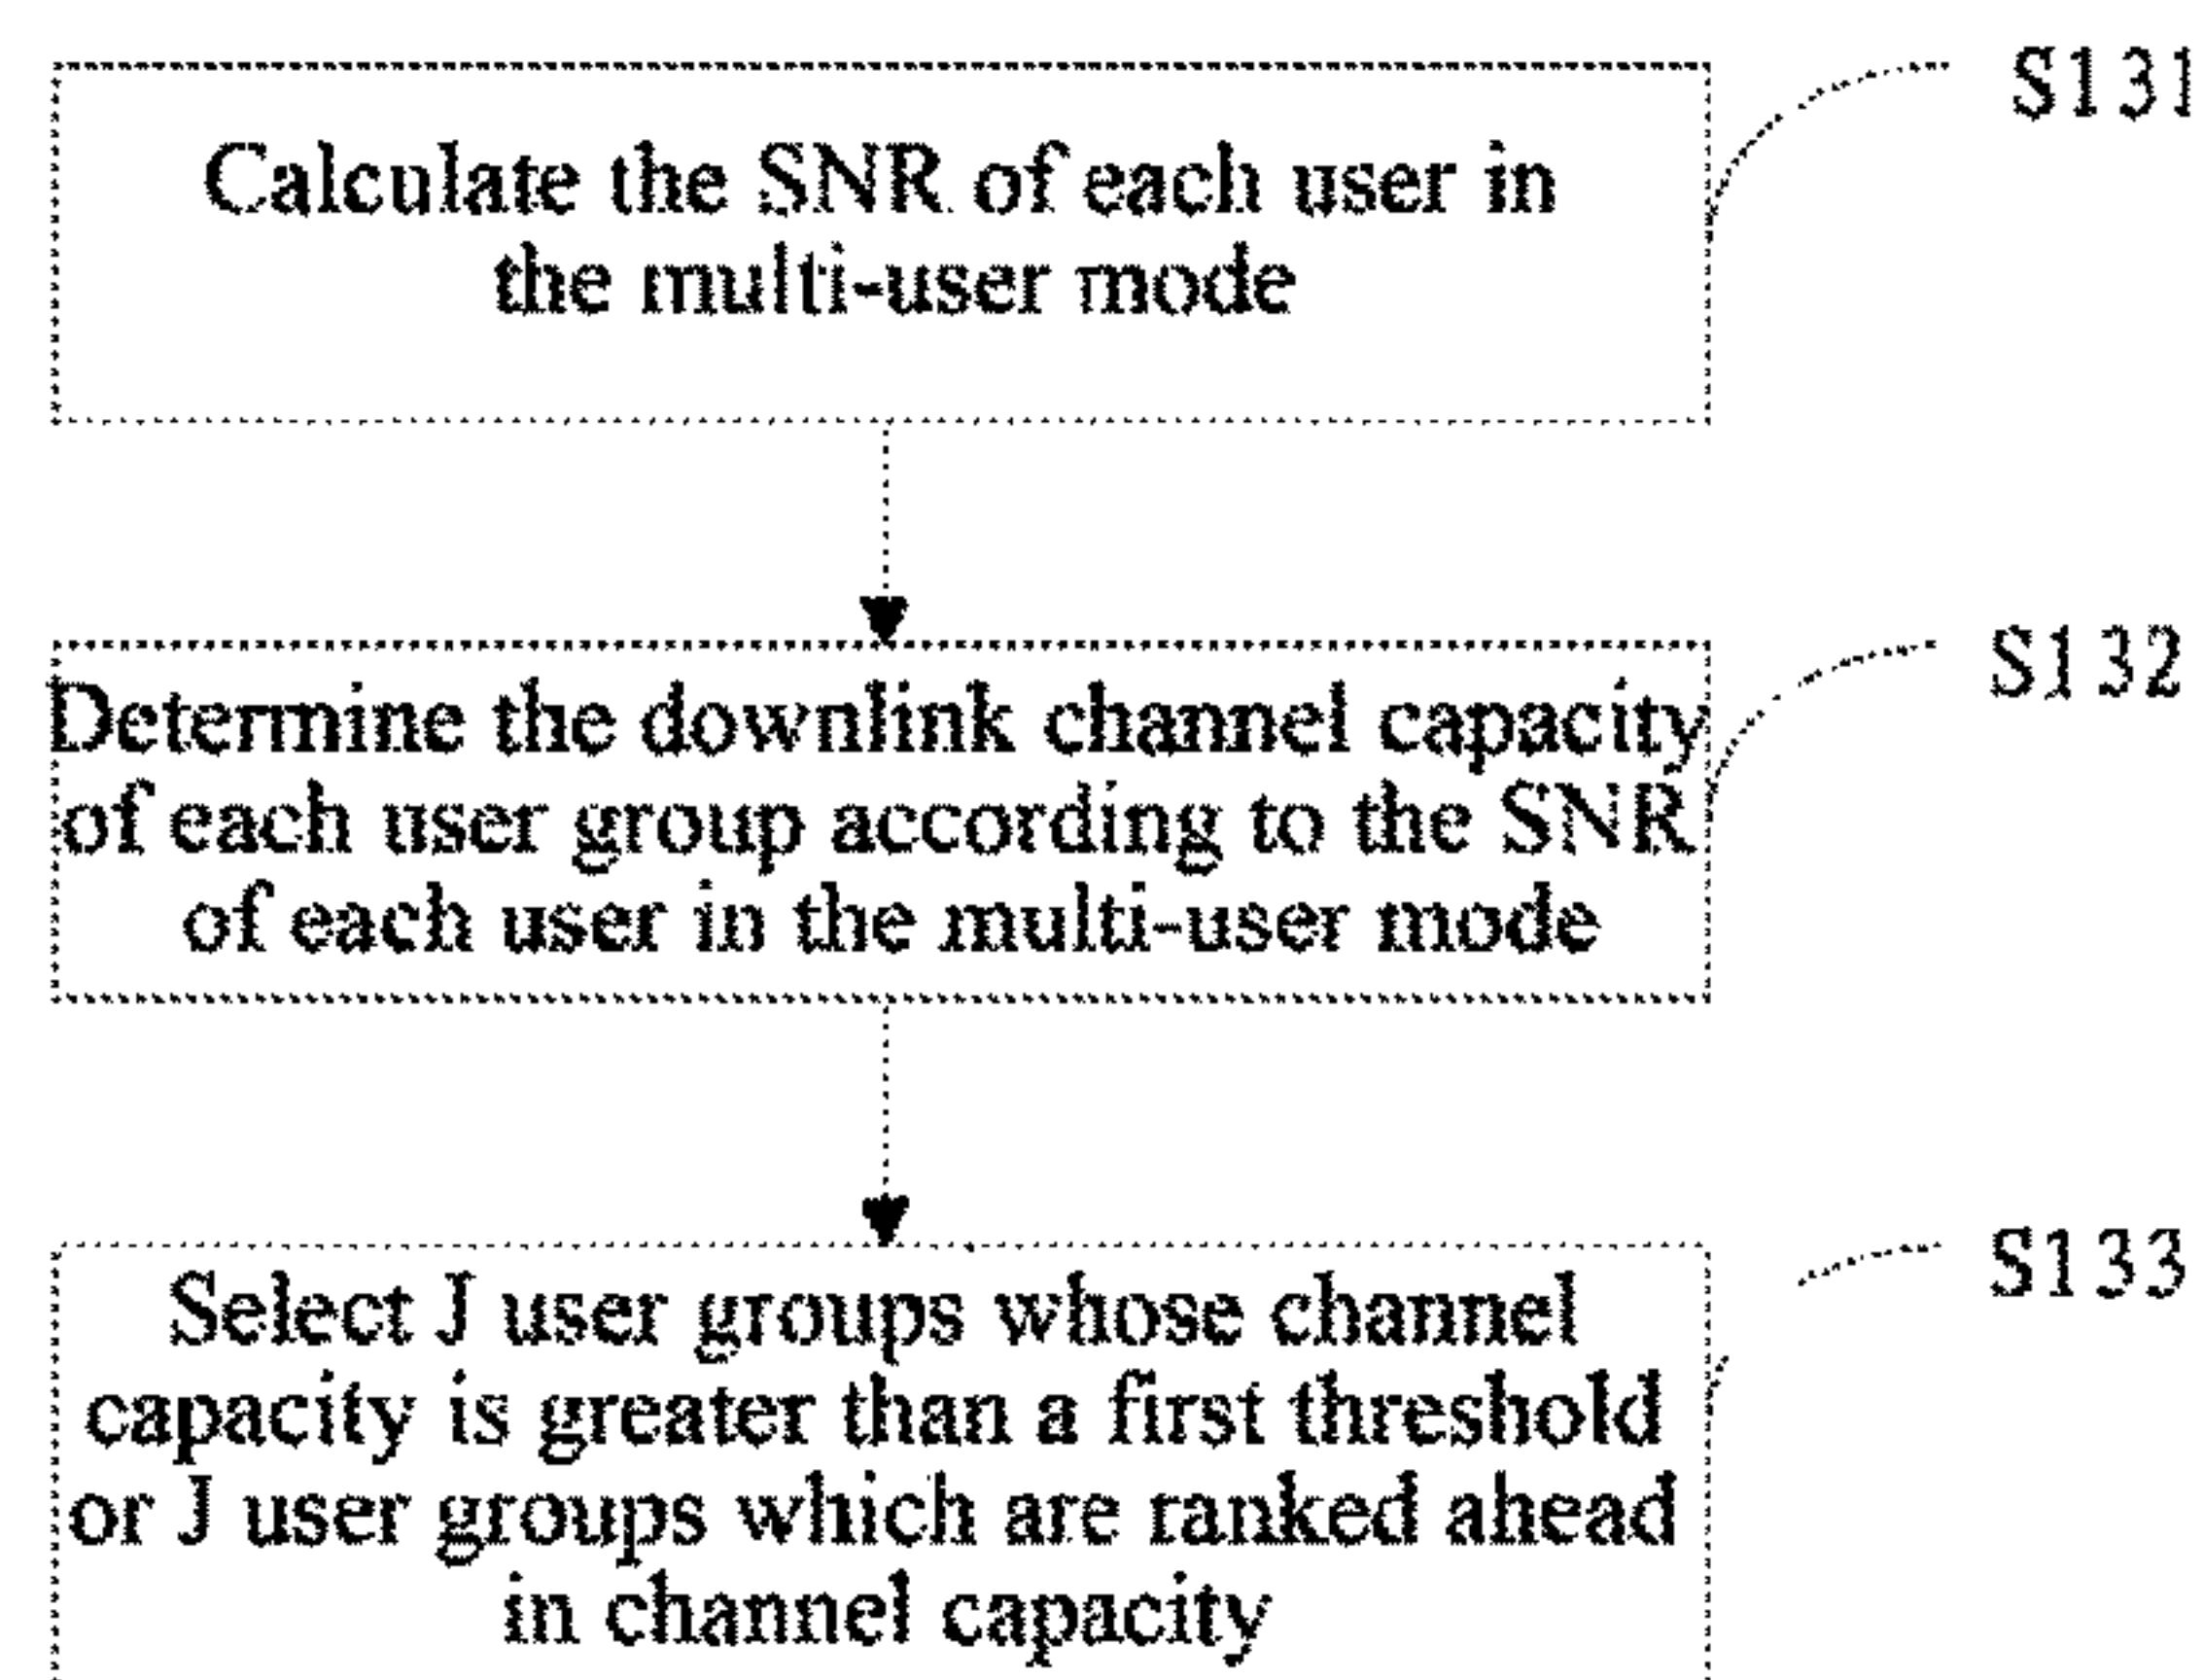 S131
Calculate the SNR of each user in
the multi-user mode
S132
Determine the downlink channel capacity
of each user group according to the SNR
of each user in the multi-user mode
S133
Select J user groups whose channel
capacity is greater than a first threshold
or J user groups which are ranked ahead
in channel capacity